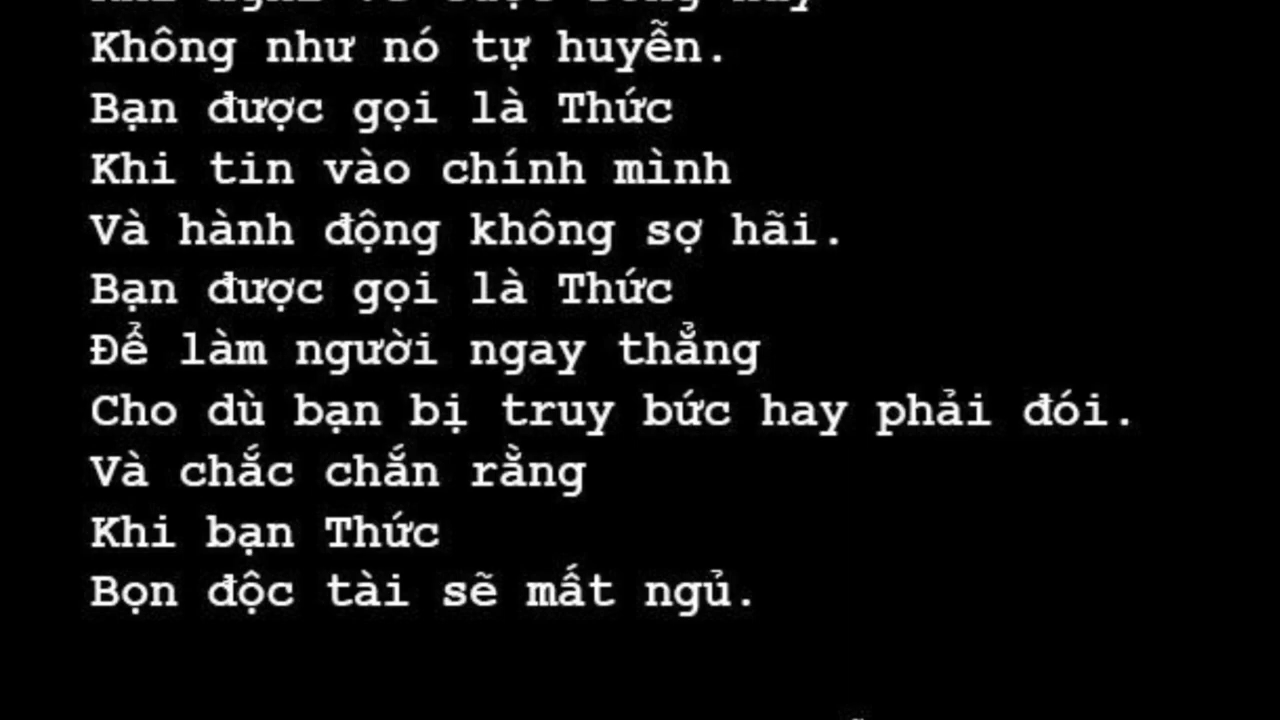 Không như nó tự huyễn.
Bạn được gọi là Thức
Khi tin vào chính mình
Và hành động không sợ hãi.
Bạn được gọi là Thức
Để làm người ngay thẳng
Cho dù bạn bị truy bức hay phải đói.
Và chắc chắn rằng
Khi bạn Thức
Bọn độc tài sẽ mất ngủ.